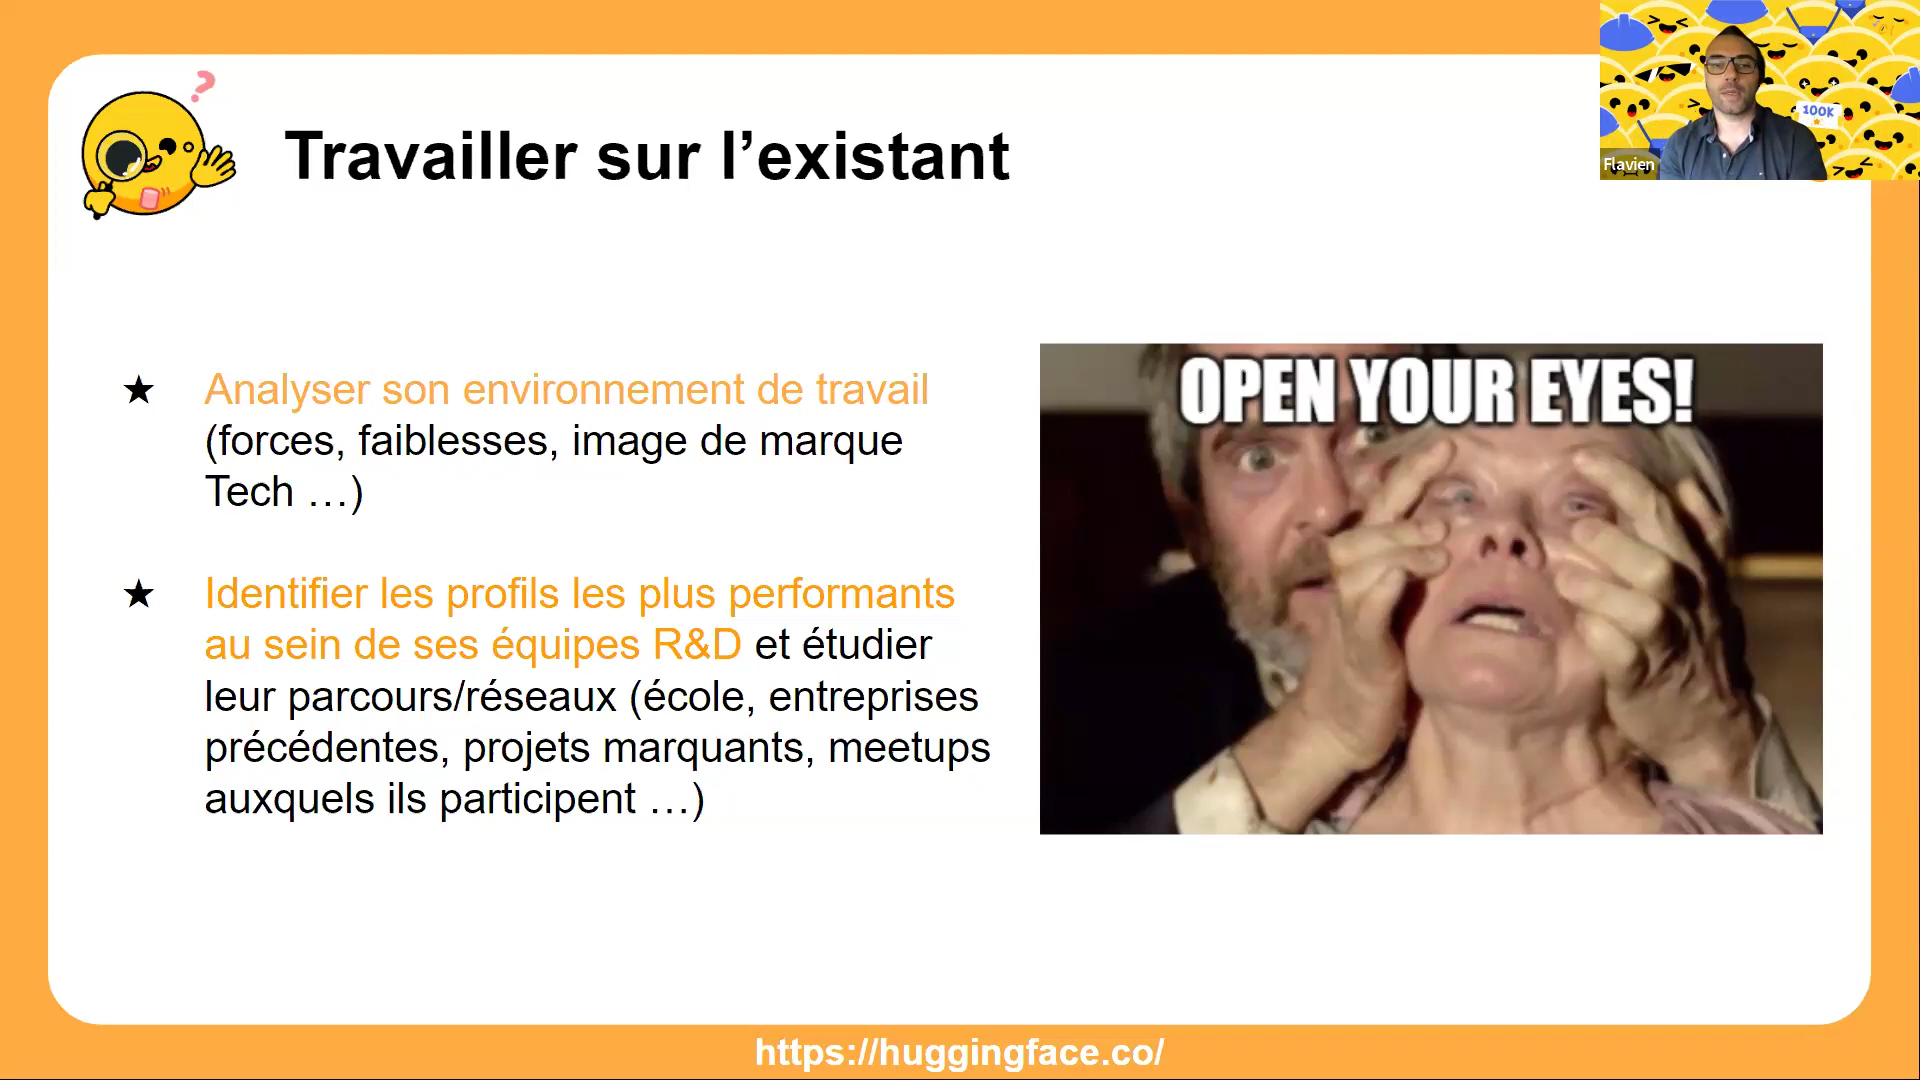 Travailler sur l’existant
100K
Flavien
★ Analyser son environnement de travail
(forces, faiblesses, image de marque
Tech …)
★ Identifier les profils les plus performants
au sein de ses équipes R&D et étudier
leur parcours/réseaux (école, entreprises
précédentes, projets marquants, meetups
auxquels ils participent …)
OPEN YOUR EYES!
https://huggingface.co/